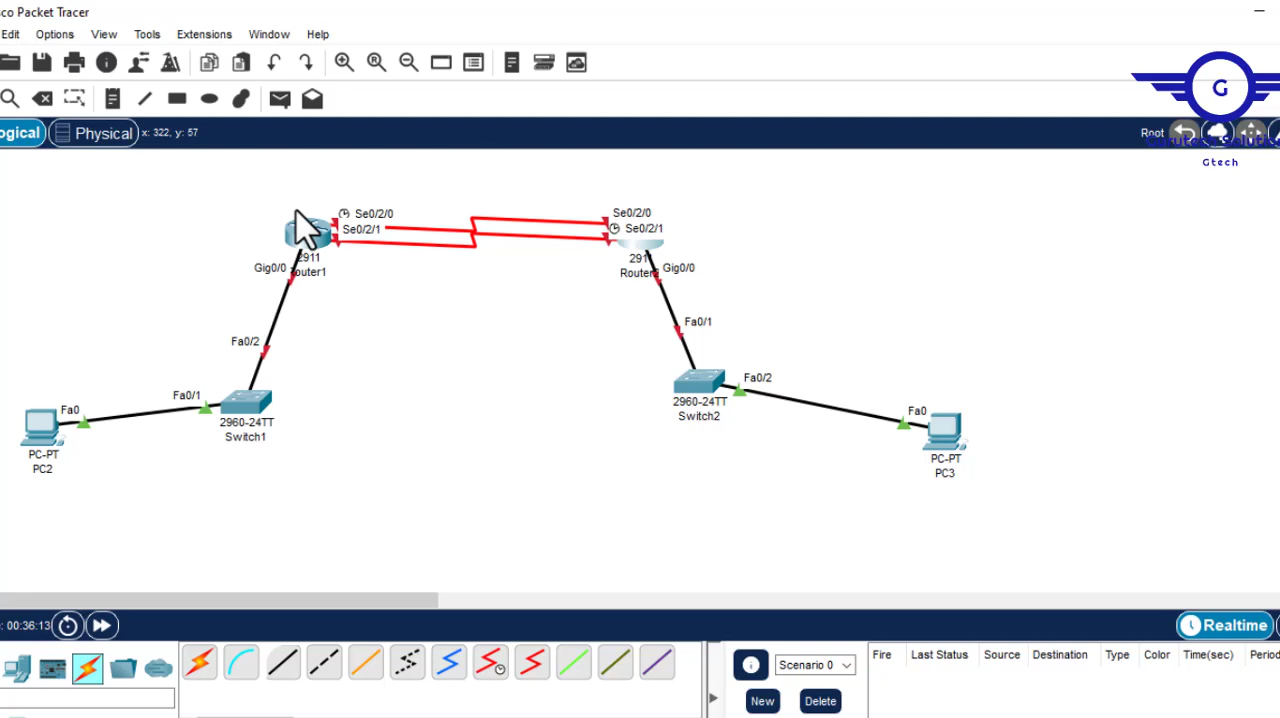 sco Packet Tracer
Edit Options View Tools Extensions Window Help
G
ogical Physical x: 322, y: 57
Root
Gtech
Se0/2/0
Se0/2/1
2911
outer1
Gig0/0
Se0/2/0
Se0/2/1
291
Route
Gig0/0
Fa0/2
Fa0/1
Fa0/1
Fa0
2960-24TT
Switch1
PC-PT
PC2
Fa0/2
2960-24TT
Switch2
Fa0
PC-PT
PC3
: 00:36:13
Realtime
Scenario 0
New Delete
Fire Last Status Source Destination Type Color Time(sec) Period